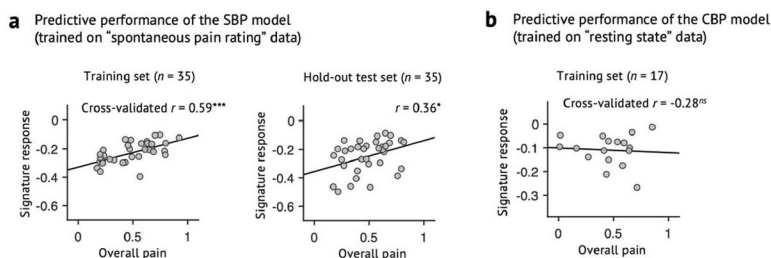 a Predictive performance of the SBP model
(trained on "spontaneous pain rating" data)
Training set (n = 35)
Cross-validated r = 0.59***
Signature response
0
-0.2
-0.4
-0.6
0 0.5 1
Overall pain
Hold-out test set (n = 35)
r = 0.36*
Signature response
0
-0.2
-0.4
-0.6
0 0.5 1
Overall pain
b Predictive performance of the CBP model
(trained on "resting state" data)
Training set (n = 17)
Cross-validated r = -0.28ns
Signature response
0
-0.1
-0.2
-0.3
0 0.5 1
Overall pain